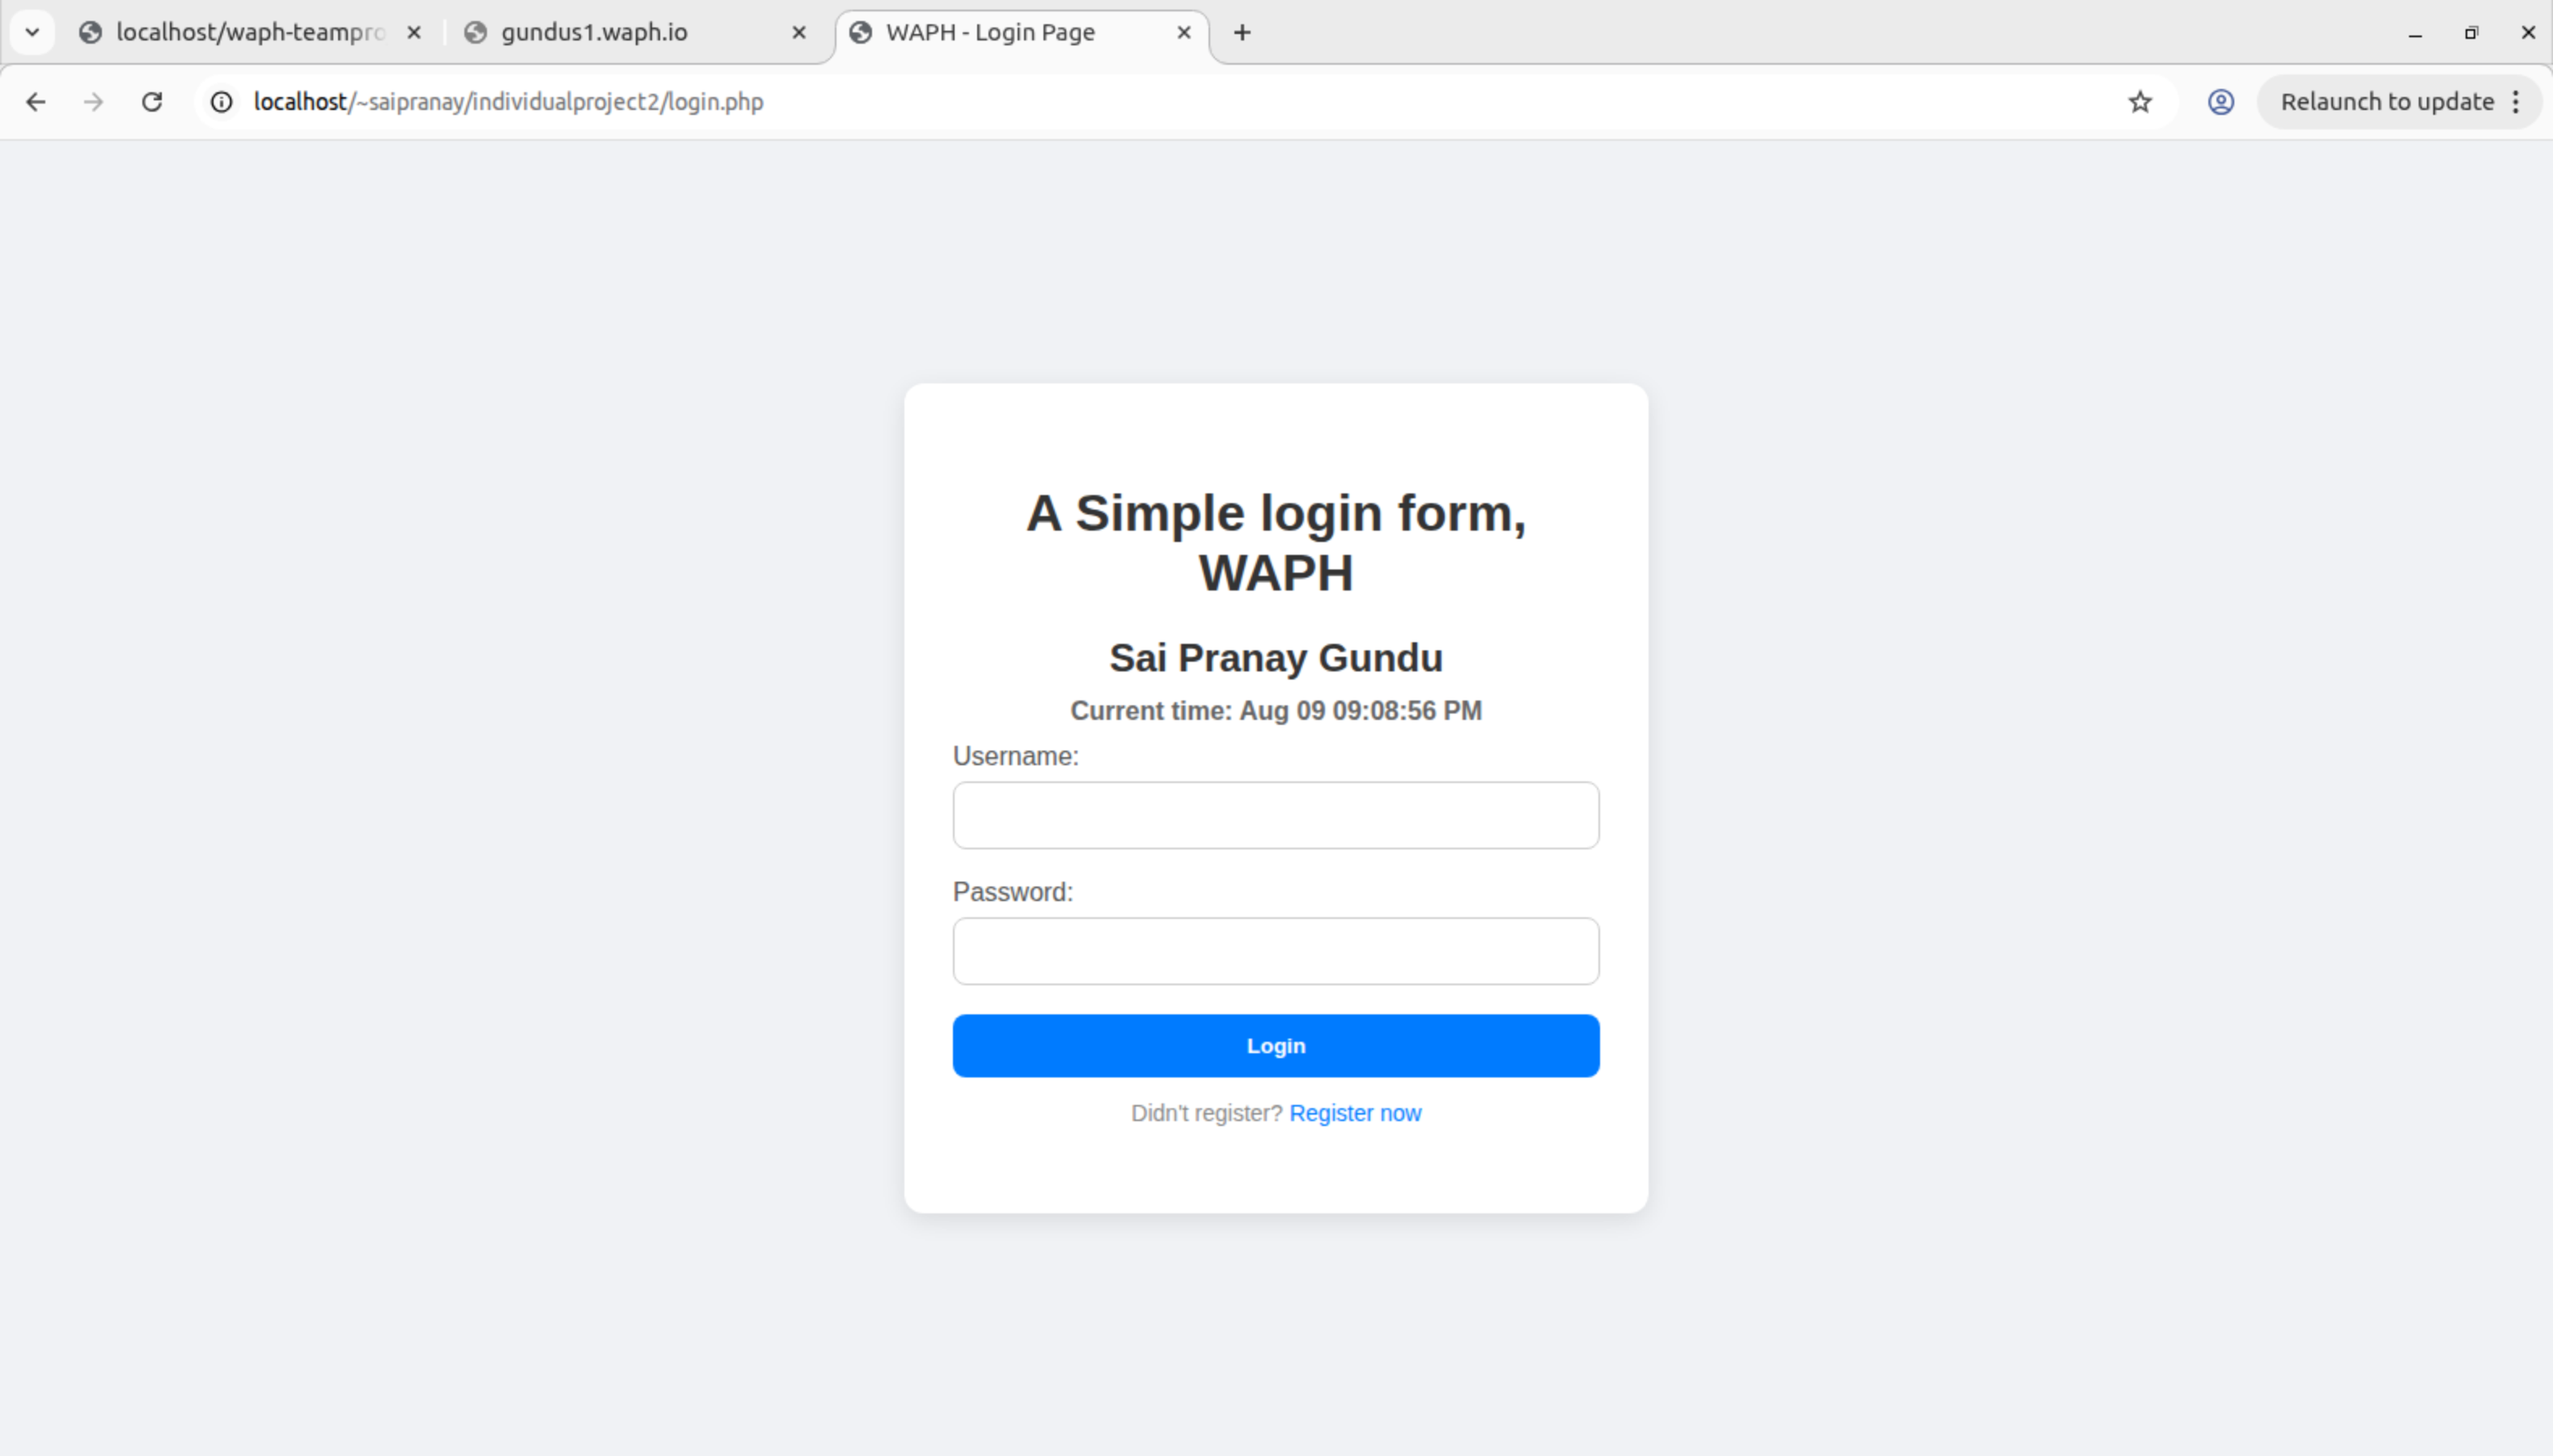 localhost/waph-teampro
gundus1.waph.io
WAPH - Login Page
localhost/~saipranay/individualproject2/login.php
Relaunch to update
A Simple login form,
WAPH
Sai Pranay Gundu
Current time: Aug 09 09:08:56 PM
Username:
Password:
Login
Didn't register? Register now